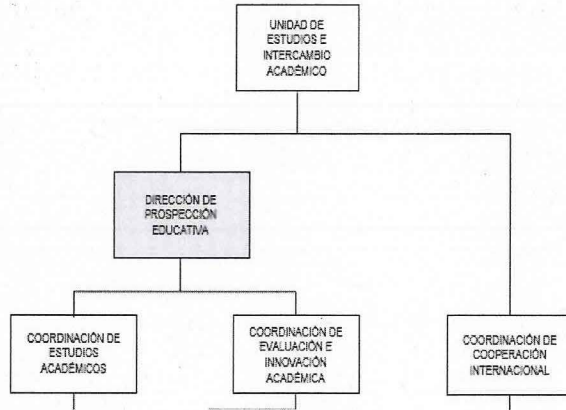 UNIDAD DE
ESTUDIOS E
INTERCAMBIO
ACADÉMICO
DIRECCIÓN DE
PROSPECCIÓN
EDUCATIVA
COORDINACIÓN DE
ESTUDIOS
ACADÉMICOS
COORDINACIÓN DE
EVALUACIÓN E
INNOVACIÓN
ACADÉMICA
COORDINACIÓN DE
COOPERACIÓN
INTERNACIONAL